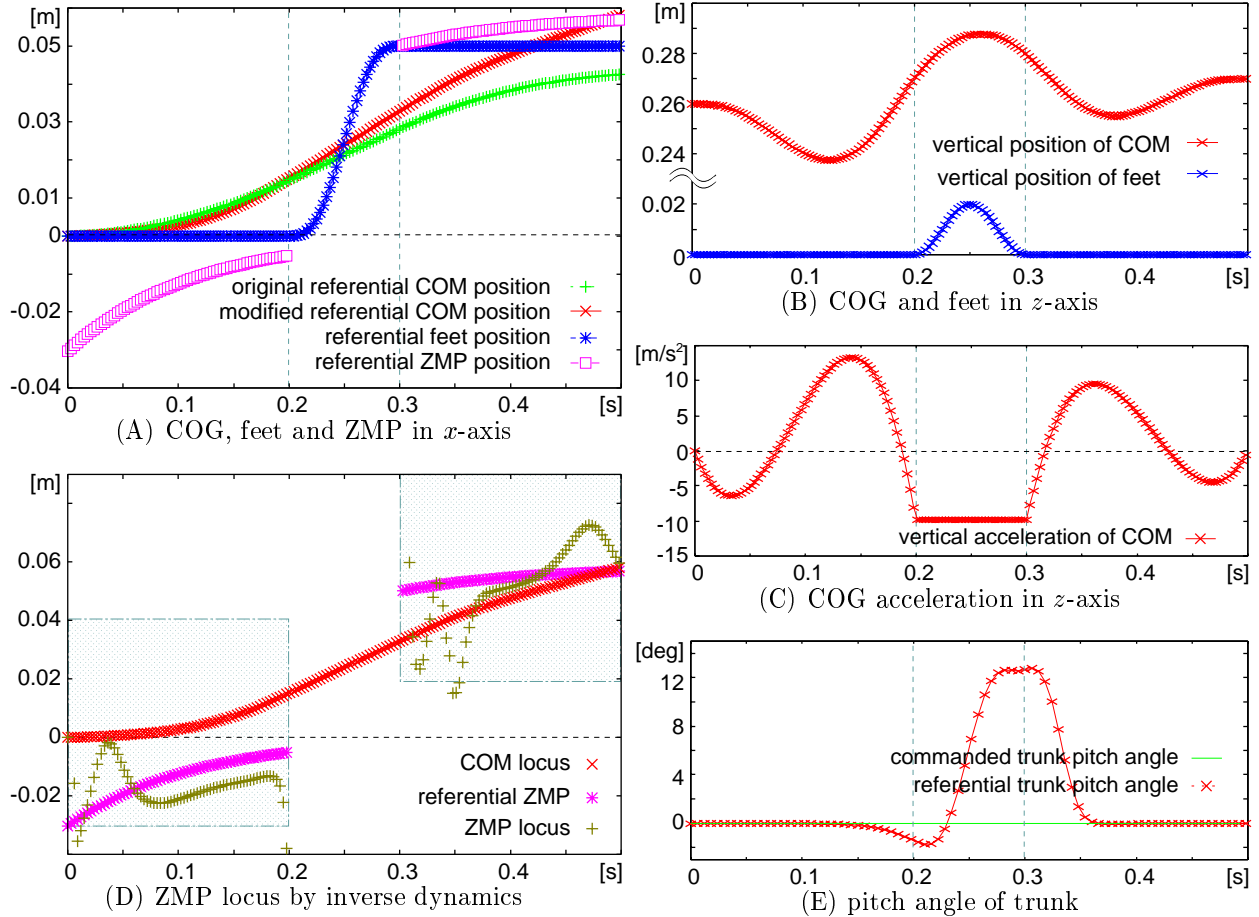 [m]
0.05
0.03
0.01
0
-0.02
-0.04
original referential COM position
modified referential COM position
referential feet position
referential ZMP position
0 0.1 0.2 0.3 0.4 [s]
(A) COG, feet and ZMP in x-axis
[m]
0.28
0.26
0.24
0.02
0
vertical position of COM
vertical position of feet
0 0.1 0.2 0.3 0.4 [s]
(B) COG and feet in z-axis
[m/s²]
10
5
0
-5
-10
-15
vertical acceleration of COM
0 0.1 0.2 0.3 0.4 [s]
(C) COG acceleration in z-axis
[m]
0.06
0.04
0.02
0
-0.02
COM locus
referential ZMP
ZMP locus
0 0.1 0.2 0.3 0.4 [s]
(D) ZMP locus by inverse dynamics
[deg]
12
8
4
0
commanded trunk pitch angle
referential trunk pitch angle
0 0.1 0.2 0.3 0.4 [s]
(E) pitch angle of trunk